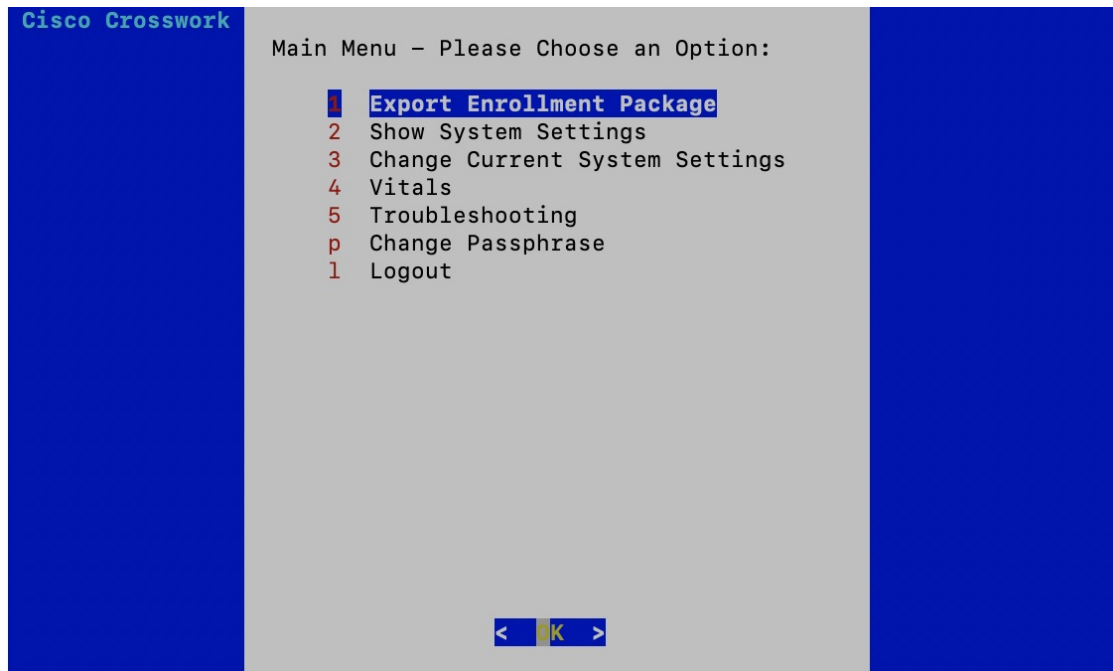 Cisco Crosswork
Main Menu – Please Choose an Option:
1 Export Enrollment Package
2 Show System Settings
3 Change Current System Settings
4 Vitals
5 Troubleshooting
p Change Passphrase
l Logout
< OK >